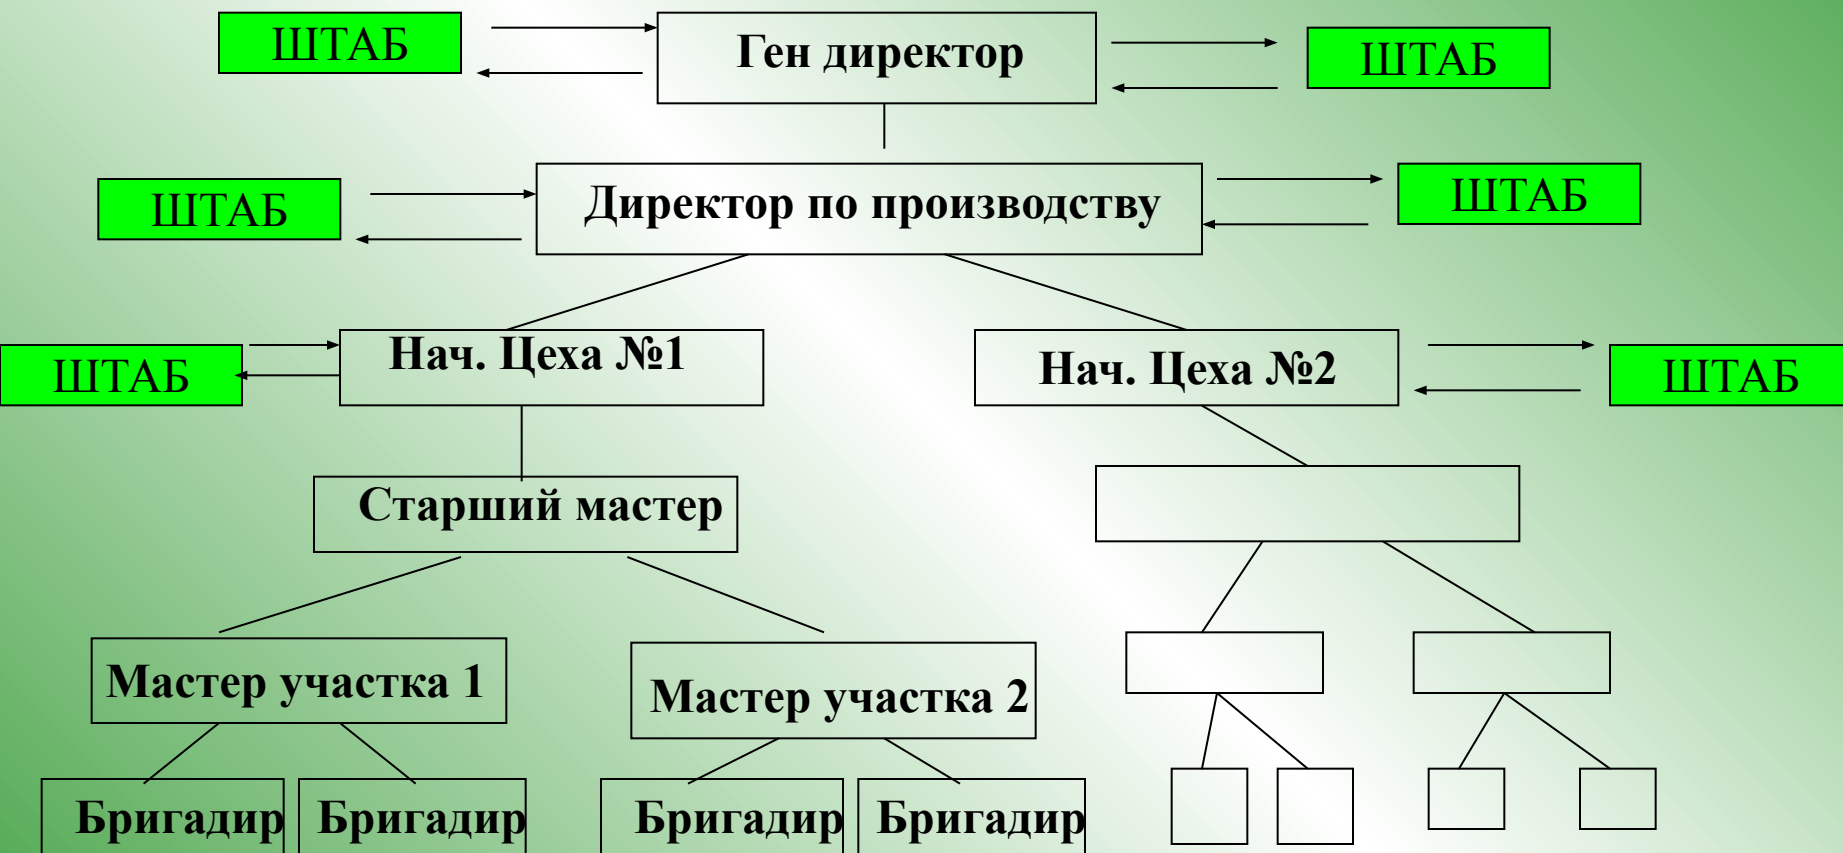 ШТАБ
Ген директор
ШТАБ
ШТАБ
Директор по производству
ШТАБ
ШТАБ
Нач. Цеха №1
Нач. Цеха №2
ШТАБ
Старший мастер
Мастер участка 1
Мастер участка 2
Бригадир
Бригадир
Бригадир
Бригадир